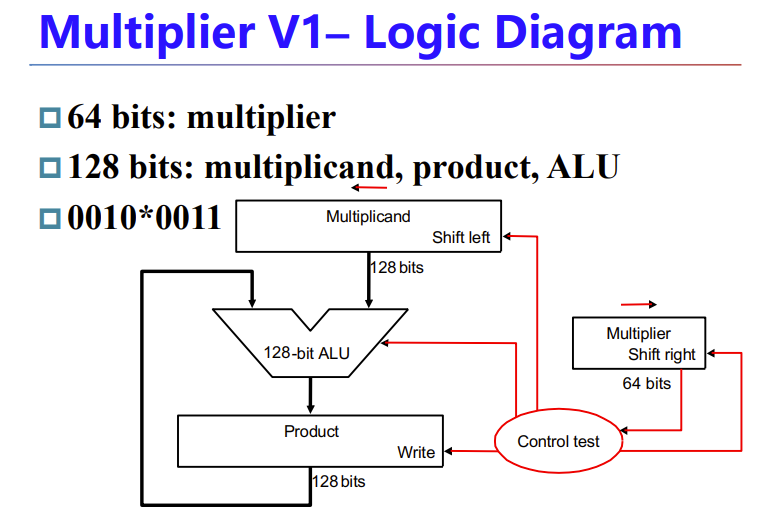 Multiplier V1– Logic Diagram
64 bits: multiplier
128 bits: multiplicand, product, ALU
0010*0011
Multiplicand
Shift left
128 bits
128-bit ALU
Multiplier
Shift right
64 bits
Product
Write
Control test
128 bits